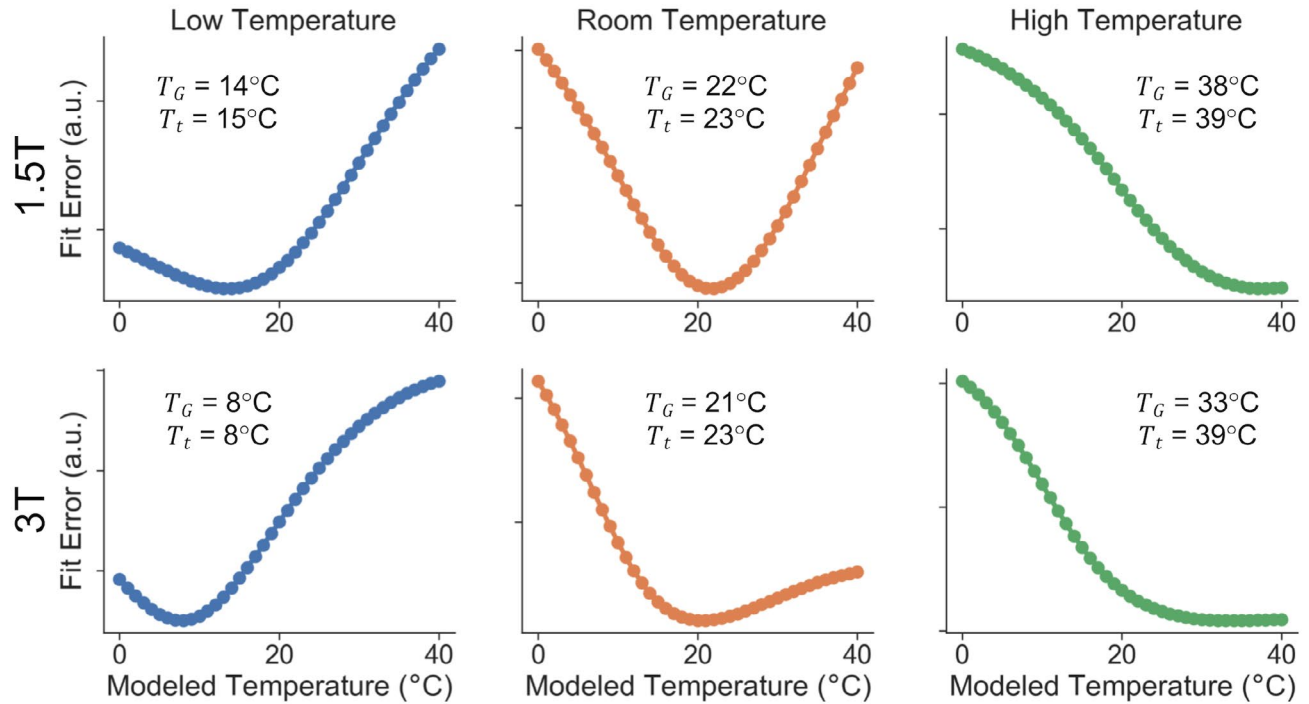 Low Temperature
Room Temperature
High Temperature
1.5T
Fit Error (a.u.)
T_G = 14°C
T_t = 15°C
T_G = 22°C
T_t = 23°C
T_G = 38°C
T_t = 39°C
0 20 40
0 20 40
0 20 40
3T
Fit Error (a.u.)
T_G = 8°C
T_t = 8°C
T_G = 21°C
T_t = 23°C
T_G = 33°C
T_t = 39°C
0 20 40
0 20 40
0 20 40
Modeled Temperature (°C)
Modeled Temperature (°C)
Modeled Temperature (°C)